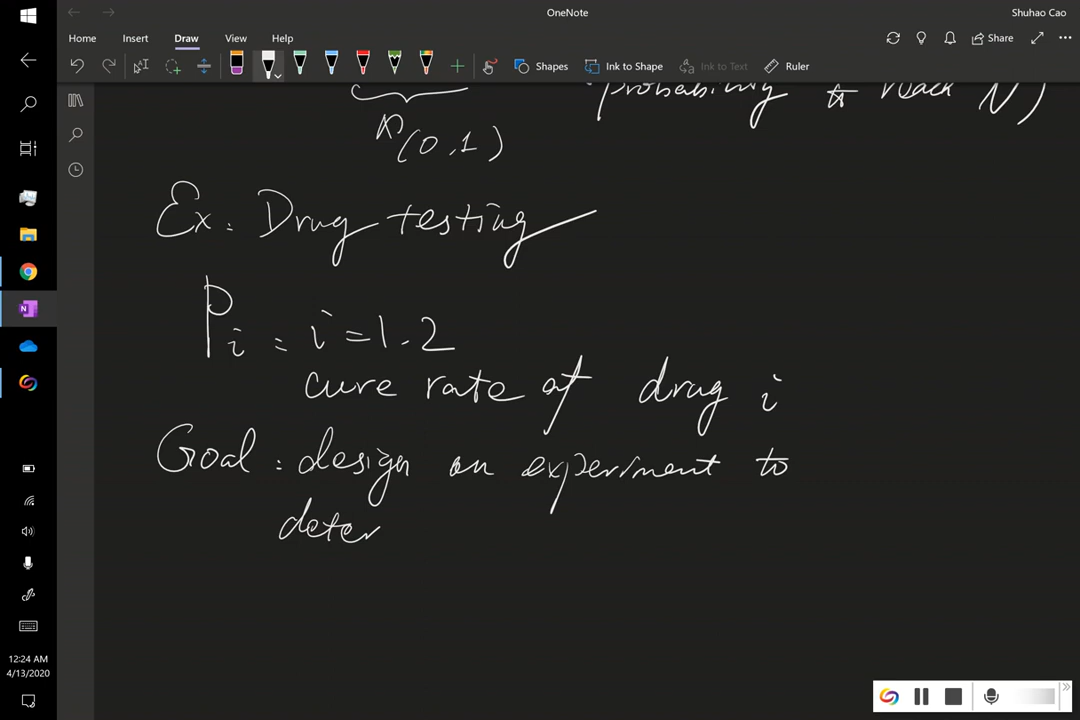 OneNote
Shuhao Cao
Home Insert Draw View Help
Share
Shapes Ink to Shape Ink to Text Ruler
probability to reach N)
(0,1)
Ex: Drug testing
Pi : i=1.2
cure rate of drug i
Goal : design an experiment to
deter
12:24 AM
4/13/2020